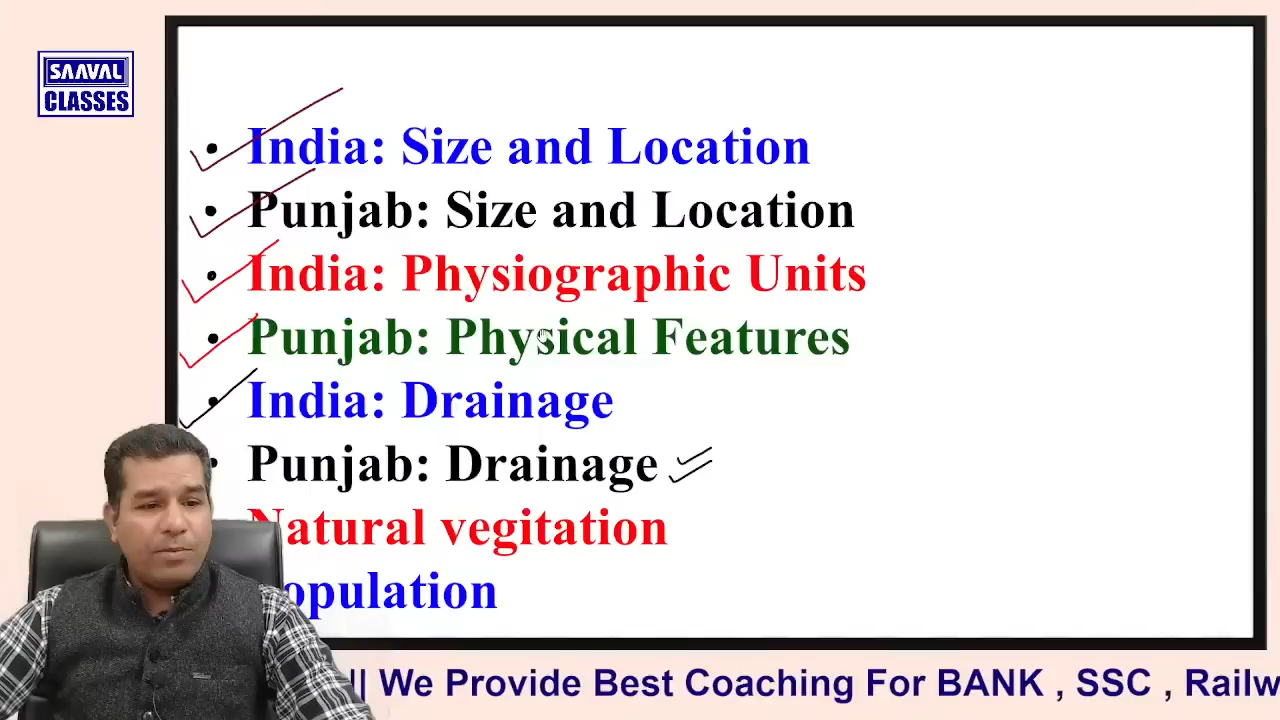 SAAVAL
CLASSES
• India: Size and Location
• Punjab: Size and Location
• India: Physiographic Units
• Punjab: Physical Features
• India: Drainage
• Punjab: Drainage
Natural vegitation
opulation
|| We Provide Best Coaching For BANK , SSC , Railw